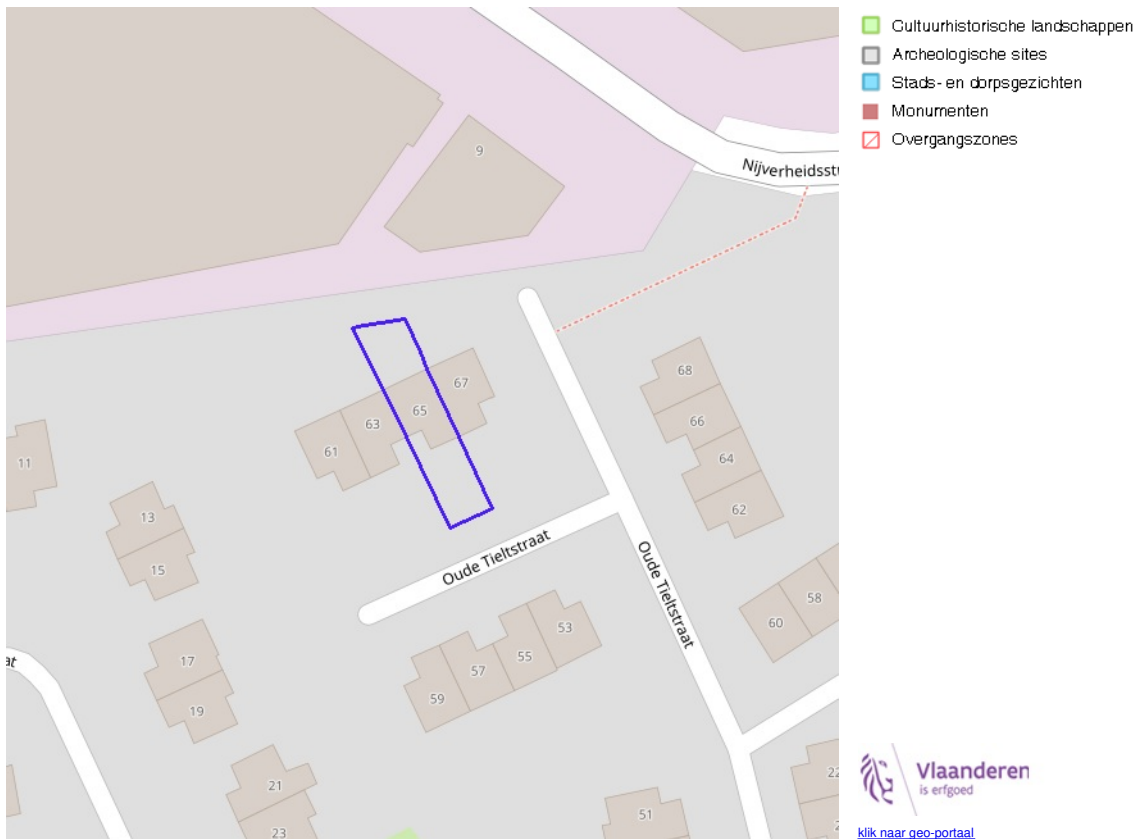 Cultuurhistorische landschappen
Archeologische sites
Stads- en dorpsgezichten
Monumenten
Overgangszones
9
Nijverheidsstr
68
67
65
66
63
61
11
64
62
13
Oude Tieltstraat
15
Oude Tieltstraat
58
60
53
55
17
at
57
59
19
22
21
51
23
Vlaanderen
is erfgoed
klik naar geo-portaal